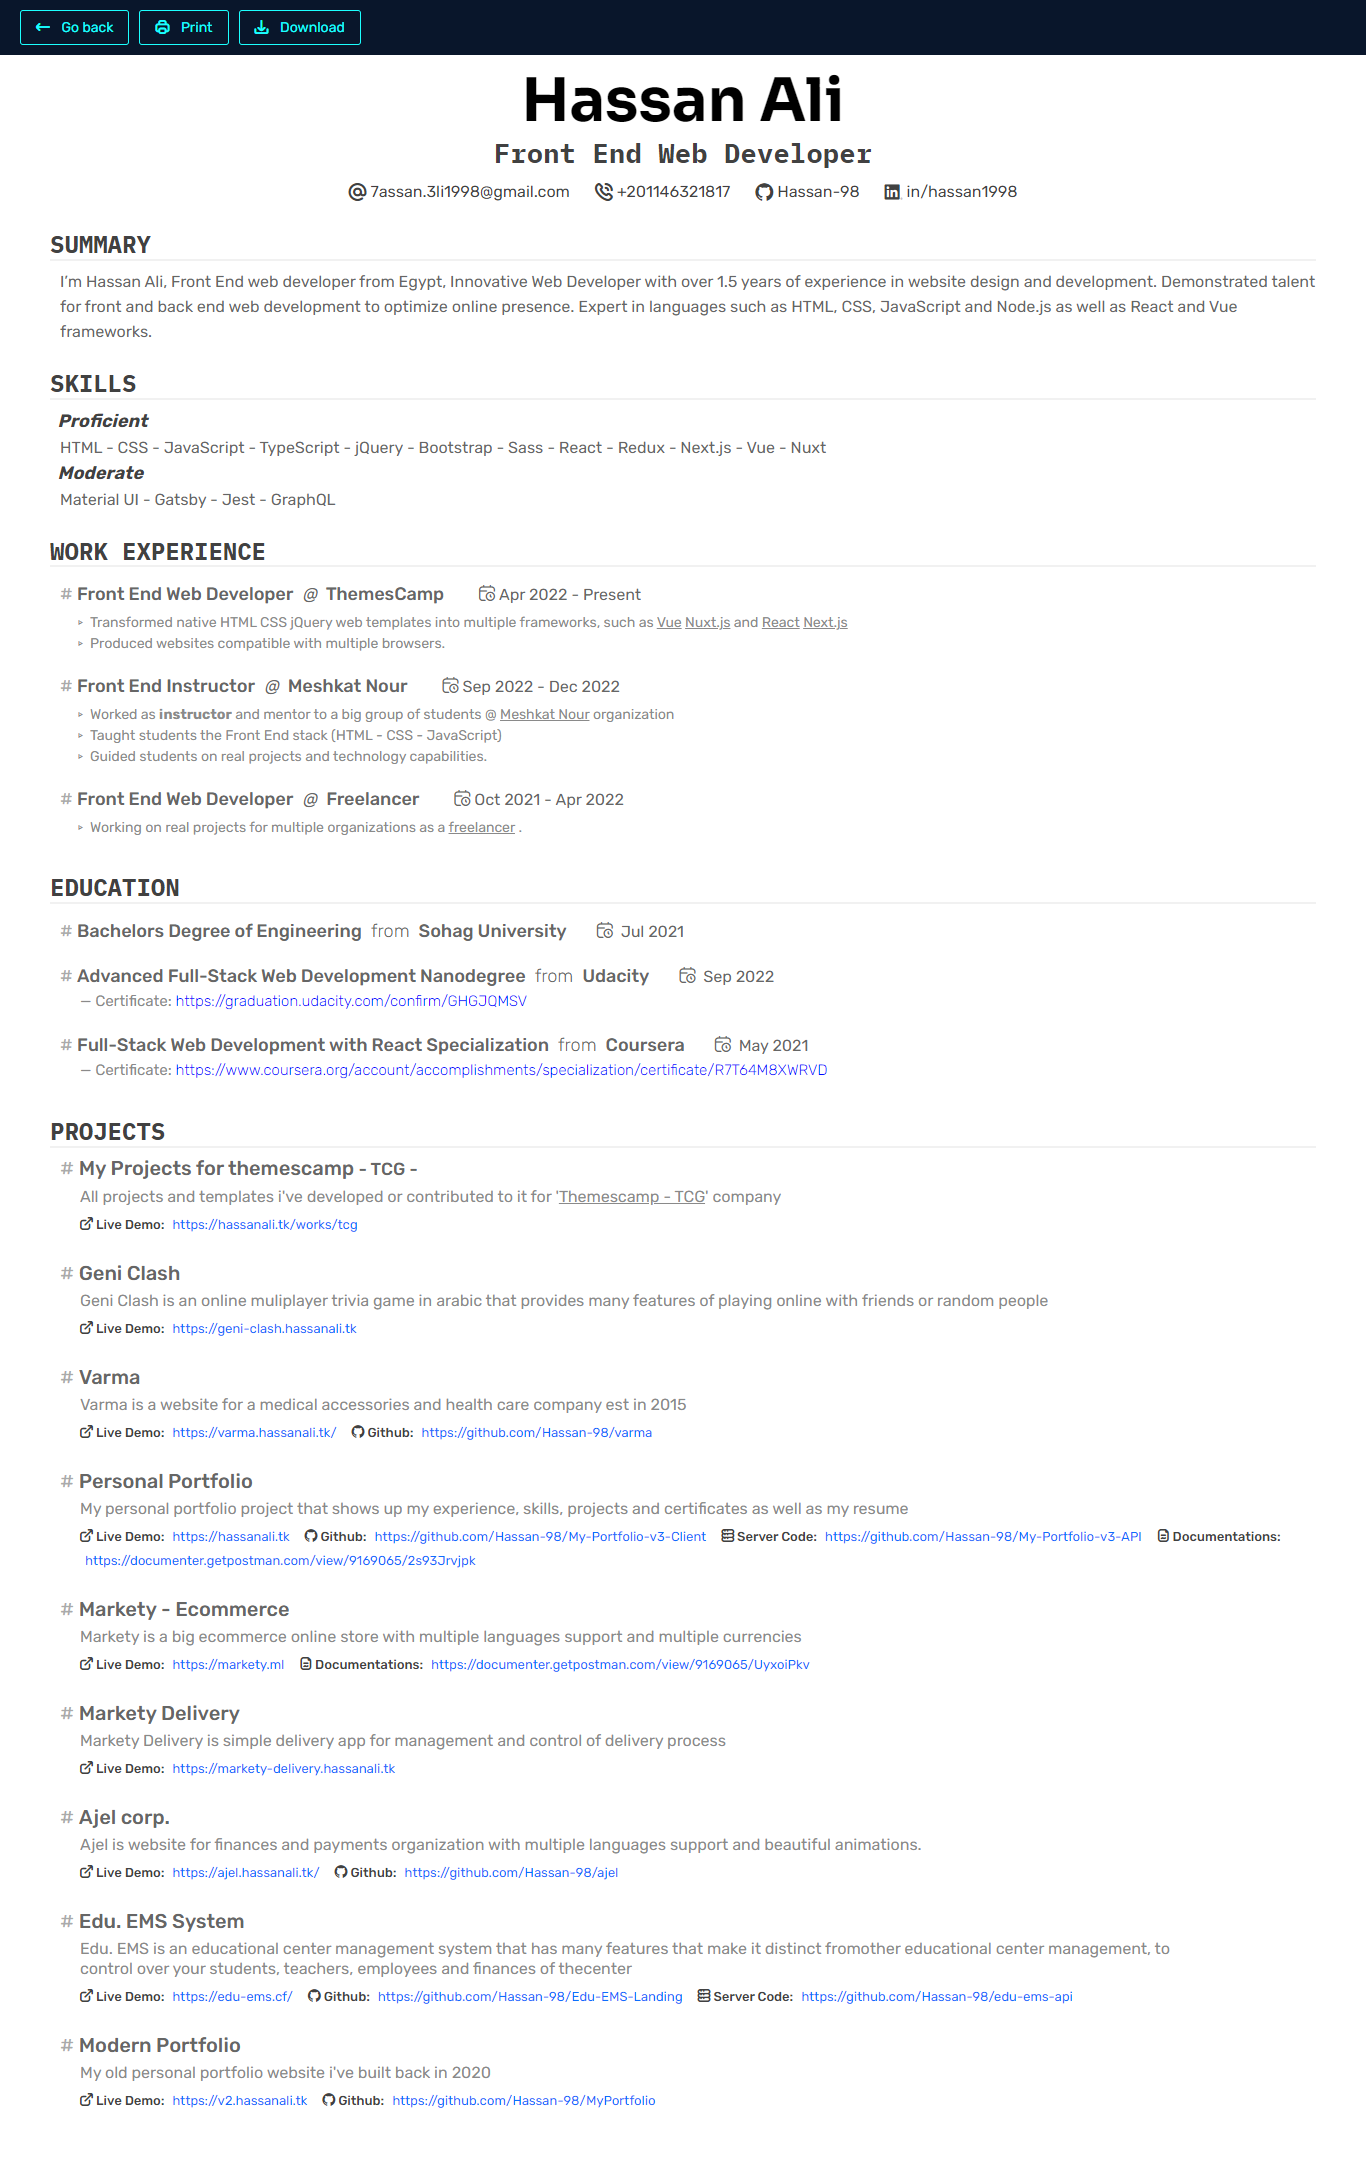 Go back Print Download
Hassan Ali
Front End Web Developer
7assan.3li1998@gmail.com +201146321817 Hassan-98 in/hassan1998
SUMMARY
I’m Hassan Ali, Front End web developer from Egypt, Innovative Web Developer with over 1.5 years of experience in website design and development. Demonstrated talent
for front and back end web development to optimize online presence. Expert in languages such as HTML, CSS, JavaScript and Node.js as well as React and Vue
frameworks.
SKILLS
Proficient
HTML - CSS - JavaScript - TypeScript - jQuery - Bootstrap - Sass - React - Redux - Next.js - Vue - Nuxt
Moderate
Material UI - Gatsby - Jest - GraphQL
WORK EXPERIENCE
# Front End Web Developer @ ThemesCamp Apr 2022 - Present
▹ Transformed native HTML CSS jQuery web templates into multiple frameworks, such as Vue Nuxt.js and React Next.js
▹ Produced websites compatible with multiple browsers.
# Front End Instructor @ Meshkat Nour Sep 2022 - Dec 2022
▹ Worked as instructor and mentor to a big group of students @ Meshkat Nour organization
▹ Taught students the Front End stack (HTML - CSS - JavaScript)
▹ Guided students on real projects and technology capabilities.
# Front End Web Developer @ Freelancer Oct 2021 - Apr 2022
▹ Working on real projects for multiple organizations as a freelancer .
EDUCATION
# Bachelors Degree of Engineering from Sohag University Jul 2021
# Advanced Full-Stack Web Development Nanodegree from Udacity Sep 2022
— Certificate: https://graduation.udacity.com/confirm/GHGJQMSV
# Full-Stack Web Development with React Specialization from Coursera May 2021
— Certificate: https://www.coursera.org/account/accomplishments/specialization/certificate/R7T64M8XWRVD
PROJECTS
# My Projects for themescamp - TCG -
All projects and templates i've developed or contributed to it for 'Themescamp - TCG' company
Live Demo: https://hassanali.tk/works/tcg
# Geni Clash
Geni Clash is an online muliplayer trivia game in arabic that provides many features of playing online with friends or random people
Live Demo: https://geni-clash.hassanali.tk
# Varma
Varma is a website for a medical accessories and health care company est in 2015
Live Demo: https://varma.hassanali.tk/ Github: https://github.com/Hassan-98/varma
# Personal Portfolio
My personal portfolio project that shows up my experience, skills, projects and certificates as well as my resume
Live Demo: https://hassanali.tk Github: https://github.com/Hassan-98/My-Portfolio-v3-Client Server Code: https://github.com/Hassan-98/My-Portfolio-v3-API Documentations:
https://documenter.getpostman.com/view/9169065/2s93Jrvjpk
# Markety - Ecommerce
Markety is a big ecommerce online store with multiple languages support and multiple currencies
Live Demo: https://markety.ml Documentations: https://documenter.getpostman.com/view/9169065/UyxoiPkv
# Markety Delivery
Markety Delivery is simple delivery app for management and control of delivery process
Live Demo: https://markety-delivery.hassanali.tk
# Ajel corp.
Ajel is website for finances and payments organization with multiple languages support and beautiful animations.
Live Demo: https://ajel.hassanali.tk/ Github: https://github.com/Hassan-98/ajel
# Edu. EMS System
Edu. EMS is an educational center management system that has many features that make it distinct fromother educational center management, to
control over your students, teachers, employees and finances of thecenter
Live Demo: https://edu-ems.cf/ Github: https://github.com/Hassan-98/Edu-EMS-Landing Server Code: https://github.com/Hassan-98/edu-ems-api
# Modern Portfolio
My old personal portfolio website i've built back in 2020
Live Demo: https://v2.hassanali.tk Github: https://github.com/Hassan-98/MyPortfolio